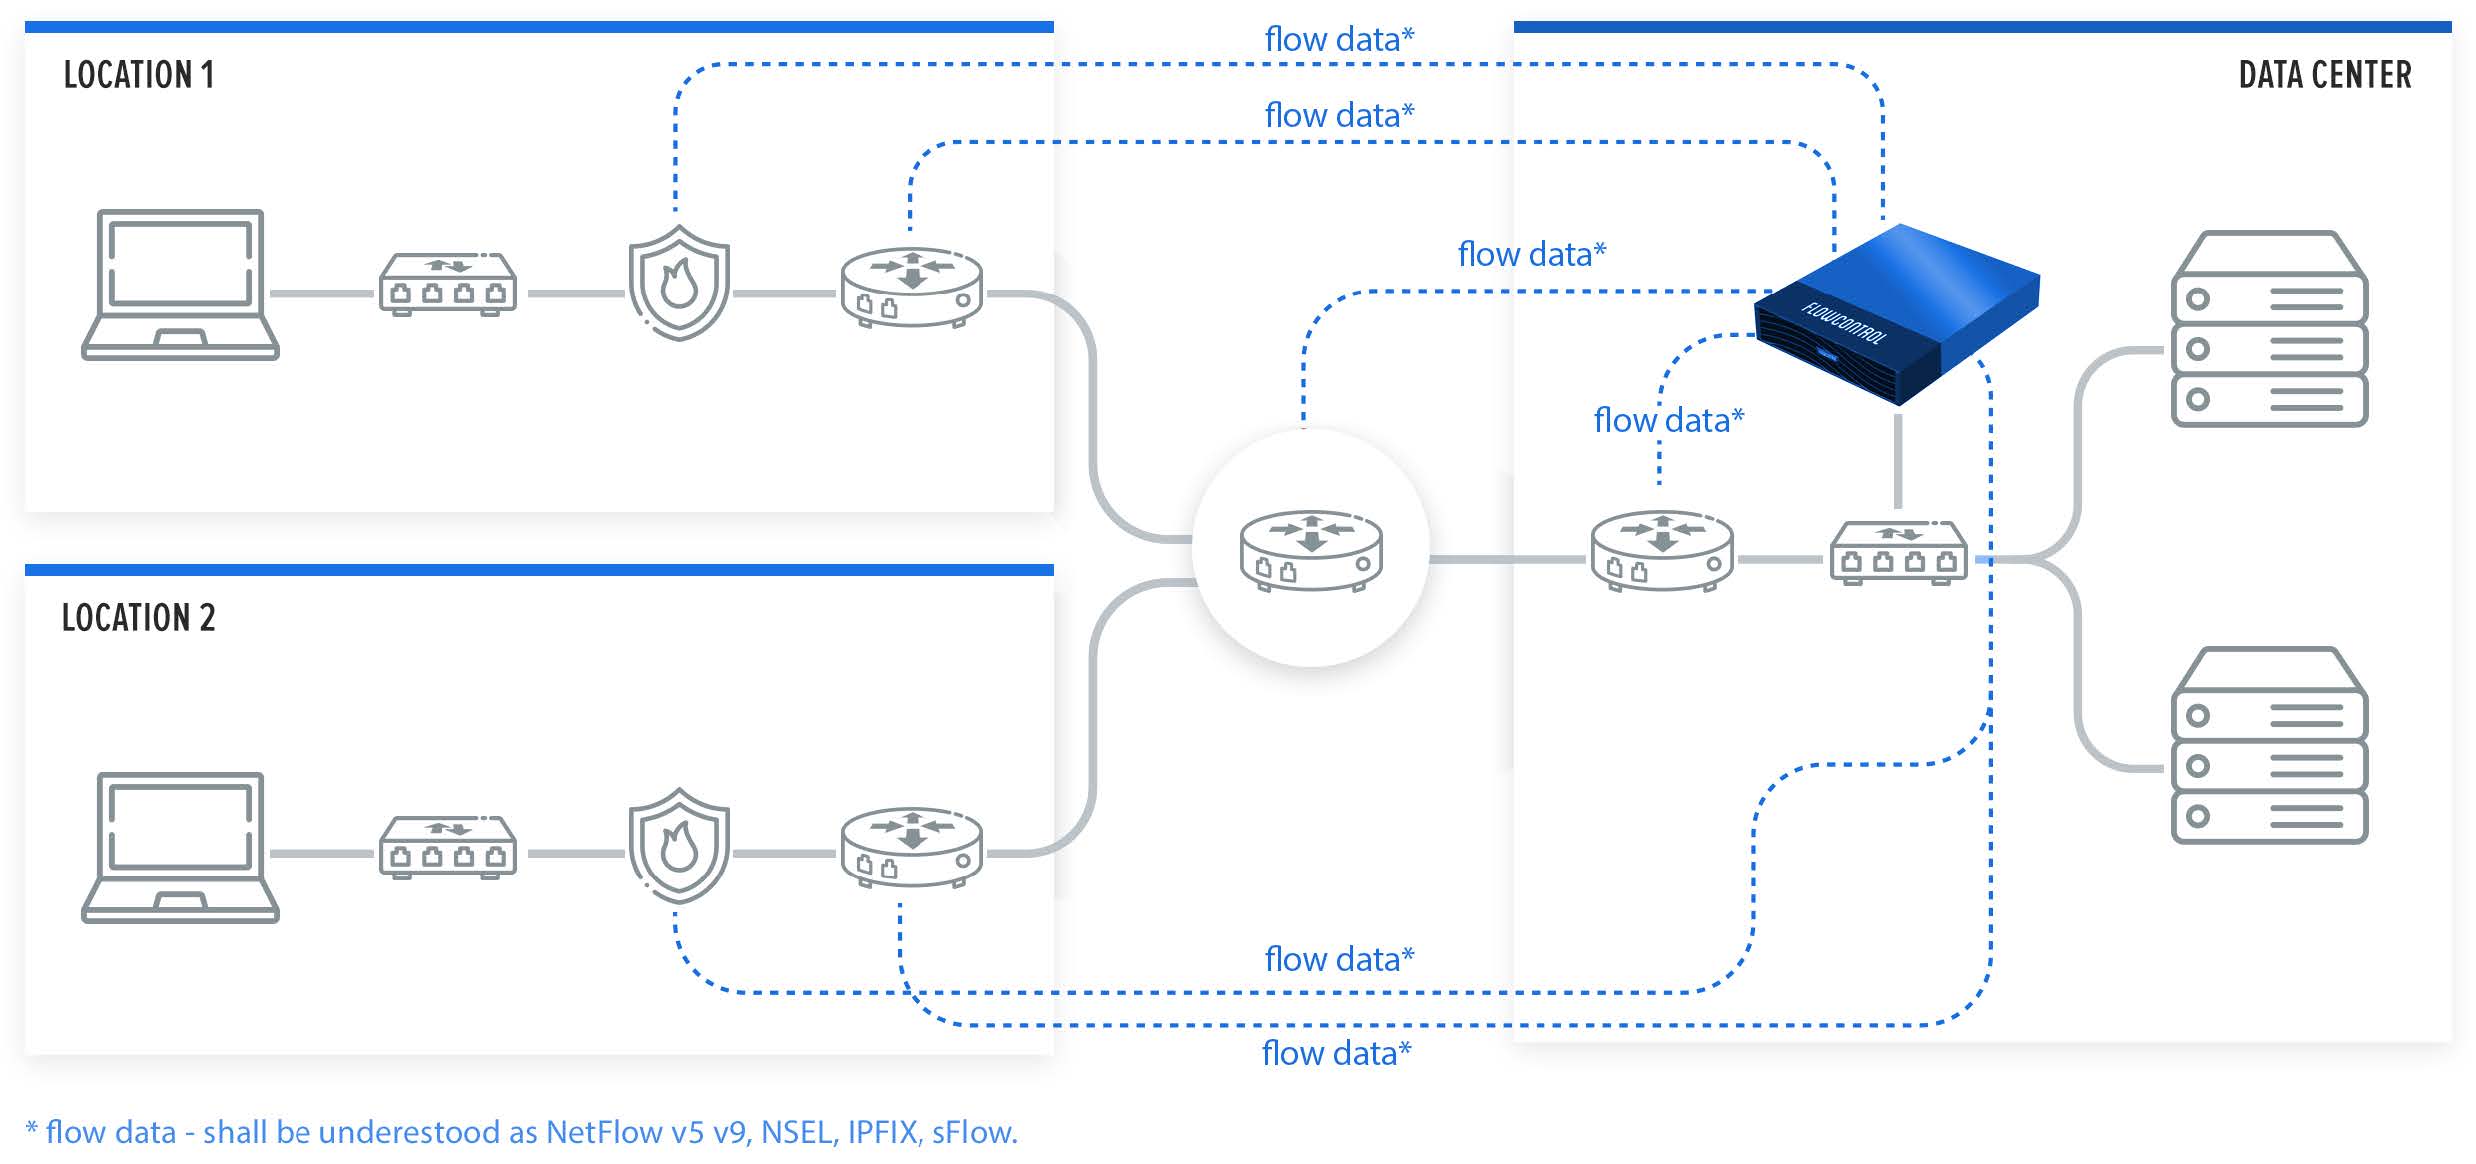 LOCATION 1
flow data*
DATA CENTER
flow data*
flow data*
FLOWCONTROL
flow data*
LOCATION 2
flow data*
flow data*
* flow data - shall be underestood as NetFlow v5 v9, NSEL, IPFIX, sFlow.